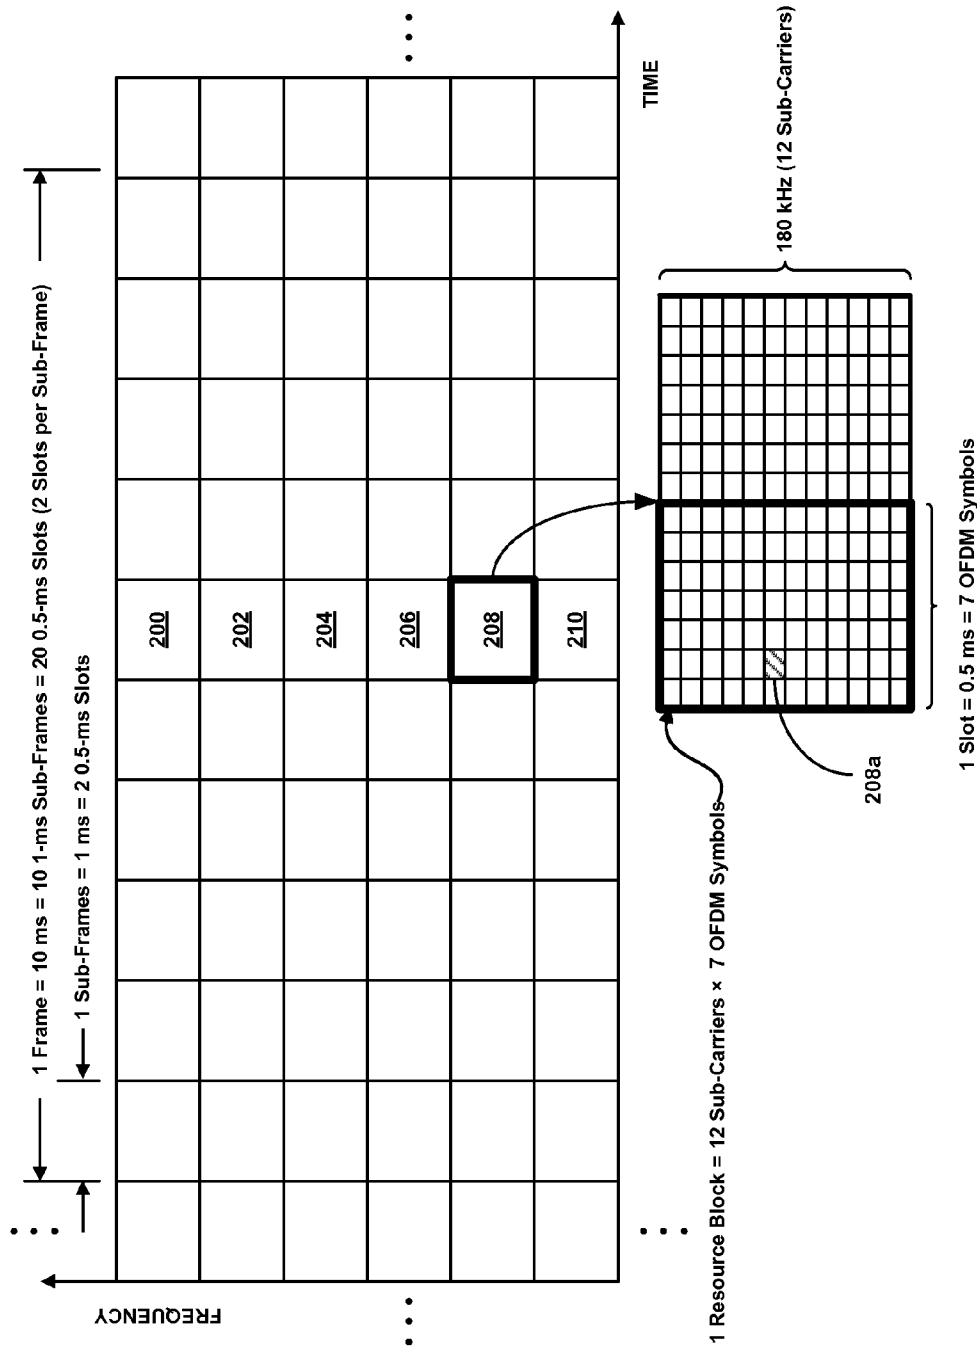 1 Frame = 10 ms = 10 1-ms Sub-Frames = 20 0.5-ms Slots (2 Slots per Sub-Frame)
1 Sub-Frames = 1 ms = 2 0.5-ms Slots
FREQUENCY
200
202
204
206
208
210
TIME
180 kHz (12 Sub-Carriers)
1 Resource Block = 12 Sub-Carriers × 7 OFDM Symbols
208a
1 Slot = 0.5 ms = 7 OFDM Symbols